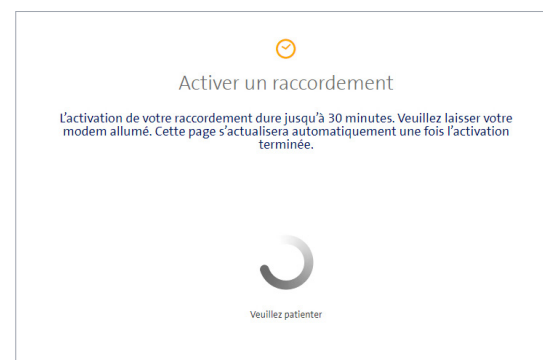 Activer un raccordement
L'activation de votre raccordement dure jusqu'à 30 minutes. Veuillez laisser votre
modem allumé. Cette page s'actualisera automatiquement une fois l'activation
terminée.
Veuillez patienter